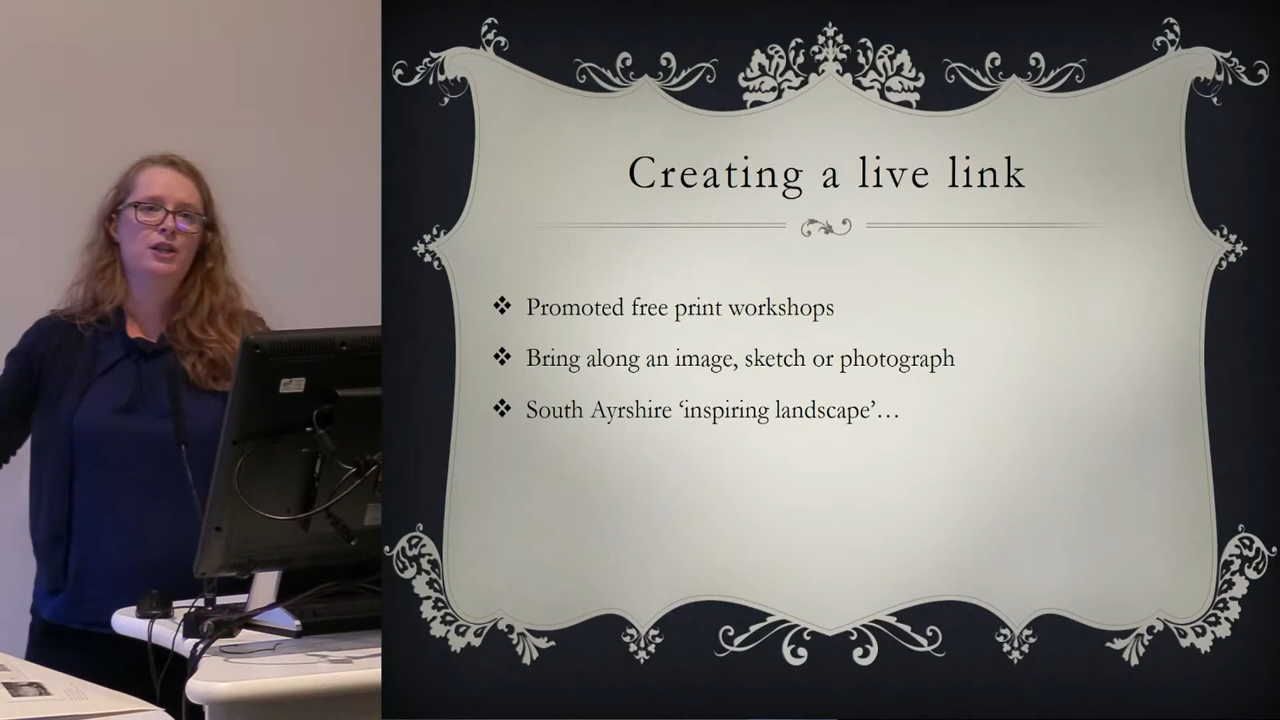 Creating a live link
❖ Promoted free print workshops
❖ Bring along an image, sketch or photograph
❖ South Ayrshire ‘inspiring landscape’…